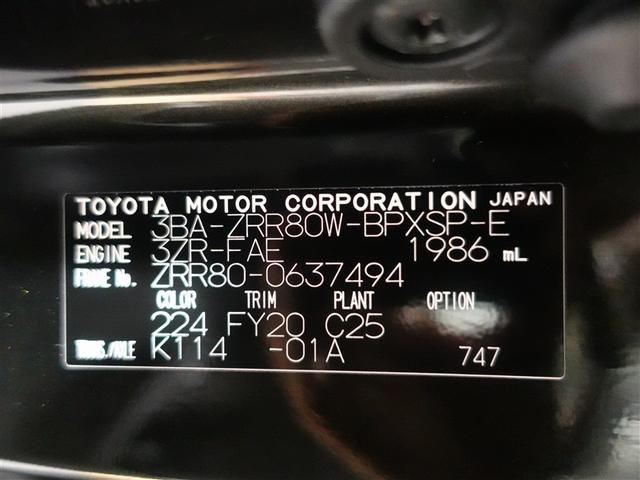 TOYOTA MOTOR CORPORATION JAPAN
MODEL 3BA-ZRR80W-BPXSP-E
ENGINE 3ZR-FAE 1986 mL
FRAME No. ZRR80-0637494
COLOR TRIM PLANT OPTION
224 FY20 C25
TRANS./AXLE K114 -01A 747